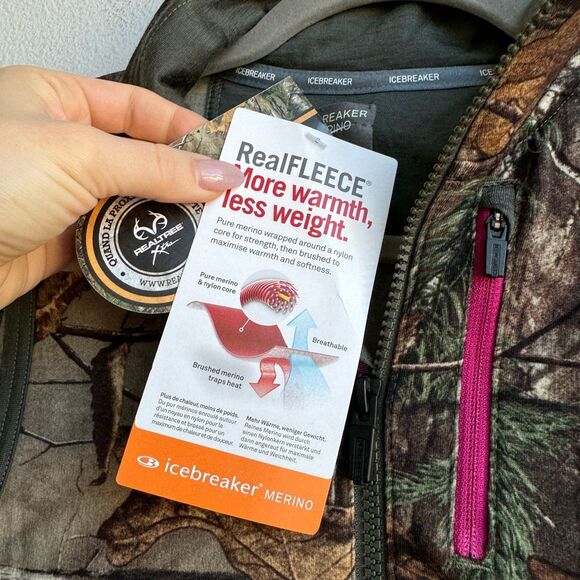 ICEBREAKER
ICEBREAKER
REAKER
RINO
RealFLEECE®
More warmth,
less weight.
Pure merino wrapped around a nylon
core for strength, then brushed to
maximise warmth and softness.
Pure merino
& nylon core
Breathable
Brushed merino
traps heat
Plus de chaleur, moins de poids.
Du pur mérinos enroulé autour
d'un noyau en nylon pour la
résistance et brossé pour un
maximum de chaleur et de douceur.
Mehr Wärme, weniger Gewicht.
Reines Merino wird durch
einen Nylonkern verstärkt und
dann angeraut für maximale
Wärme und Weichheit.
icebreaker® MERINO
QUAND LA PROX
REALTREE
Xtra
WWW.REA